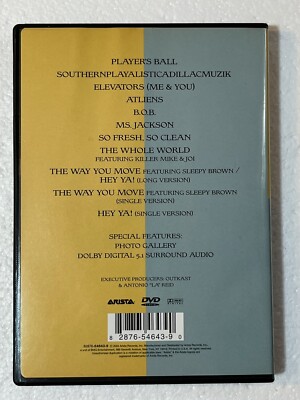 PLAYER'S BALL
SOUTHERNPLAYALISTICADILLACMUZIK
ELEVATORS (ME & YOU)
ATLIENS
B.O.B.
MS. JACKSON
SO FRESH, SO CLEAN
THE WHOLE WORLD
FEATURING KILLER MIKE & JOI
THE WAY YOU MOVE FEATURING SLEEPY BROWN /
HEY YA! (LONG VERSION)
THE WAY YOU MOVE FEATURING SLEEPY BROWN
(SINGLE VERSION)
HEY YA! (SINGLE VERSION)
SPECIAL FEATURES:
PHOTO GALLERY
DOLBY DIGITAL 5.1 SURROUND AUDIO
EXECUTIVE PRODUCERS: OUTKAST
& ANTONIO "LA" REID
ARISTA DVD
8 2876-54643-9 0